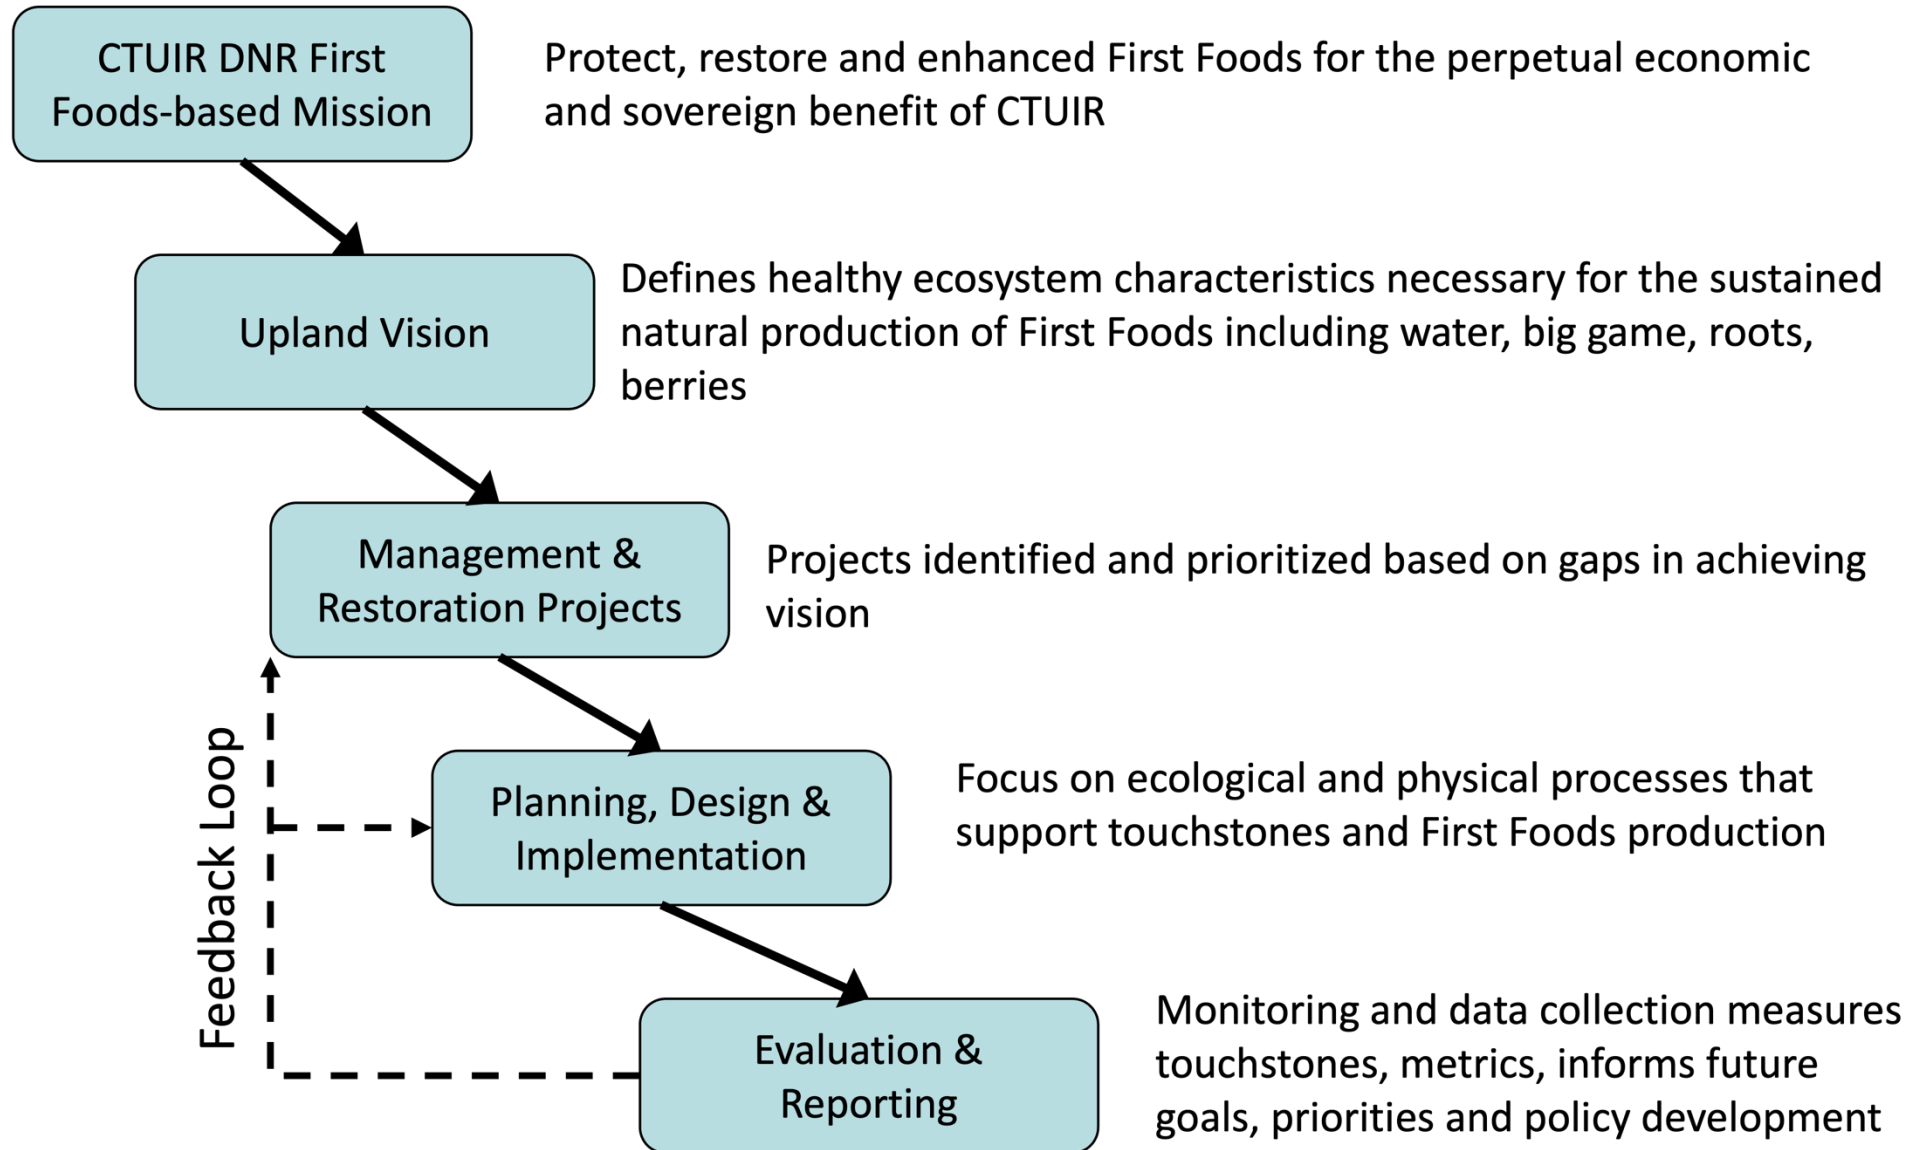 CTUIR DNR First
Foods-based Mission
Protect, restore and enhanced First Foods for the perpetual economic
and sovereign benefit of CTUIR
Upland Vision
Defines healthy ecosystem characteristics necessary for the sustained
natural production of First Foods including water, big game, roots,
berries
Management &
Restoration Projects
Projects identified and prioritized based on gaps in achieving
vision
Feedback Loop
Planning, Design &
Implementation
Focus on ecological and physical processes that
support touchstones and First Foods production
Evaluation &
Reporting
Monitoring and data collection measures
touchstones, metrics, informs future
goals, priorities and policy development